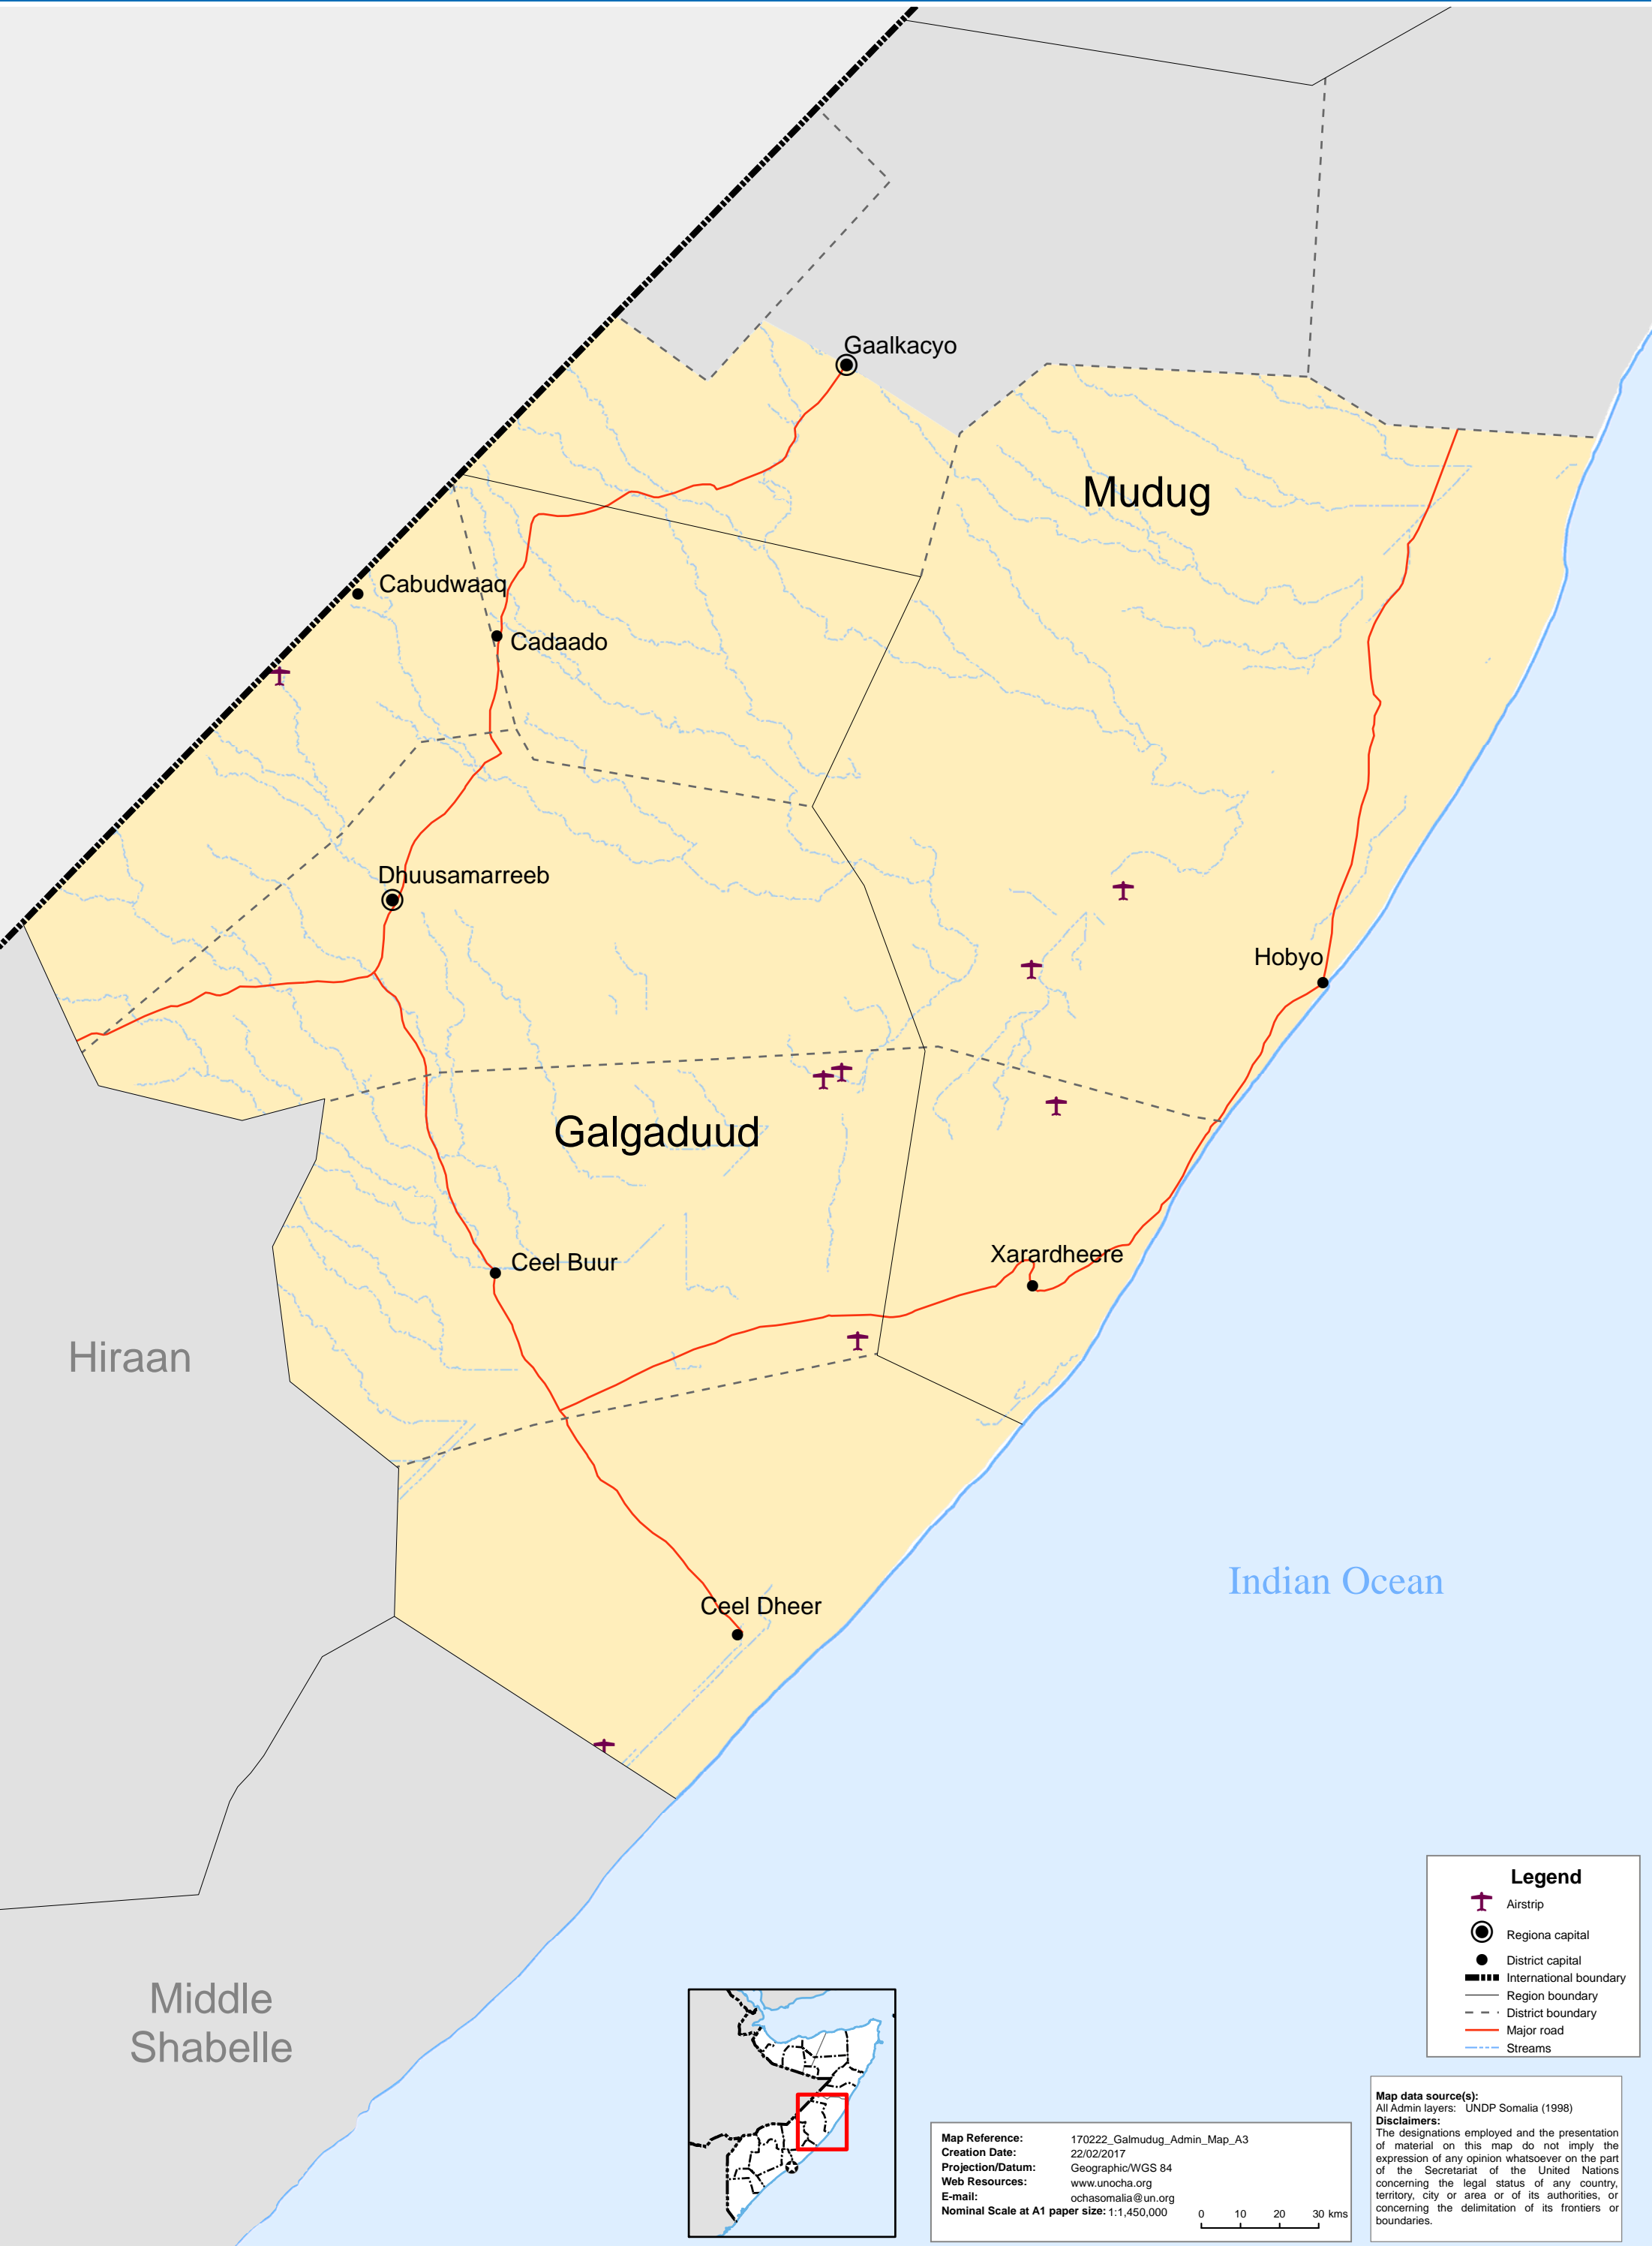 Gaalkacyo
Mudug
Cabudwaaq
Cadaado
Dhuusamarreeb
Hobyo
Galgaduud
Xarardheere
Ceel Buur
Hiraan
Indian Ocean
Ceel Dheer
Middle
Shabelle
Legend
Airstrip
Regiona capital
District capital
International boundary
Region boundary
District boundary
Major road
Streams
Map data source(s):
All Admin layers: UNDP Somalia (1998)
Disclaimers:
The designations employed and the presentation
of material on this map do not imply the
expression of any opinion whatsoever on the part
of the Secretariat of the United Nations
concerning the legal status of any country,
territory, city or area or of its authorities, or
concerning the delimitation of its frontiers or
boundaries.
Map Reference: 170222_Galmudug_Admin_Map_A3
Creation Date: 22/02/2017
Projection/Datum: Geographic/WGS 84
Web Resources: www.unocha.org
E-mail: ochasomalia@un.org
Nominal Scale at A1 paper size: 1:1,450,000
0 10 20 30 kms